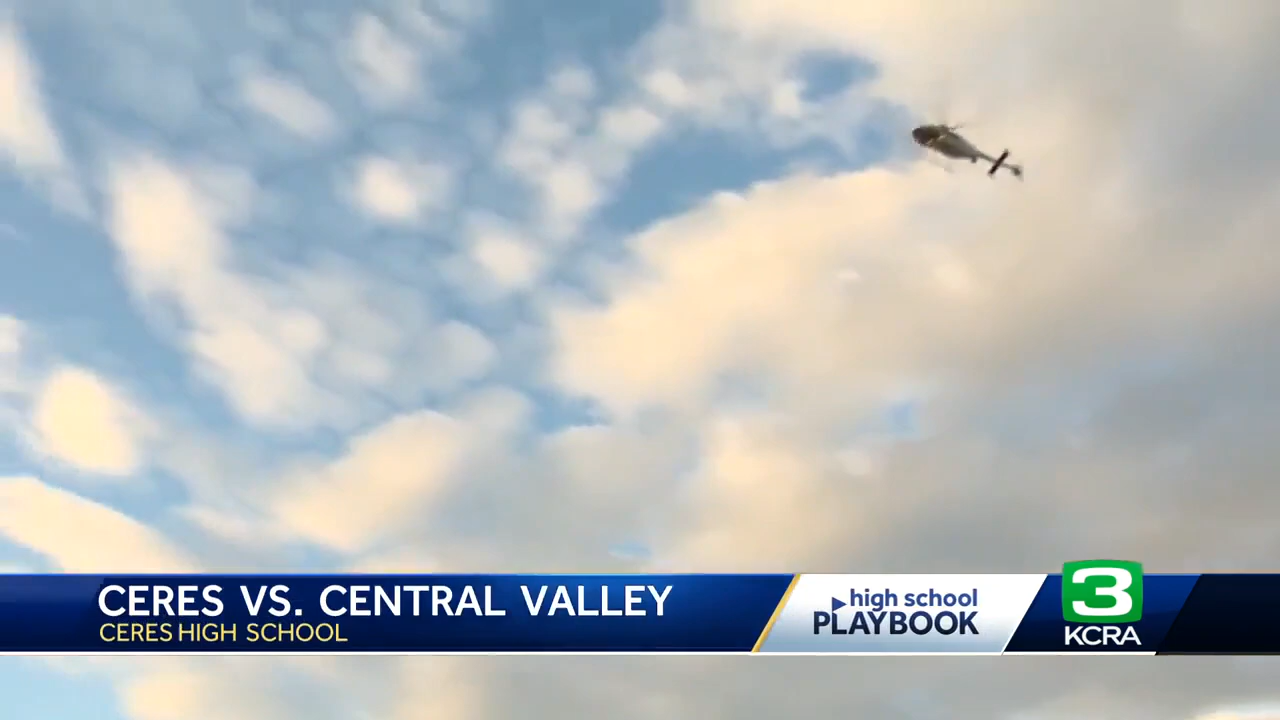 CERES VS. CENTRAL VALLEY
CERES HIGH SCHOOL
high school
PLAYBOOK
3
KCRA